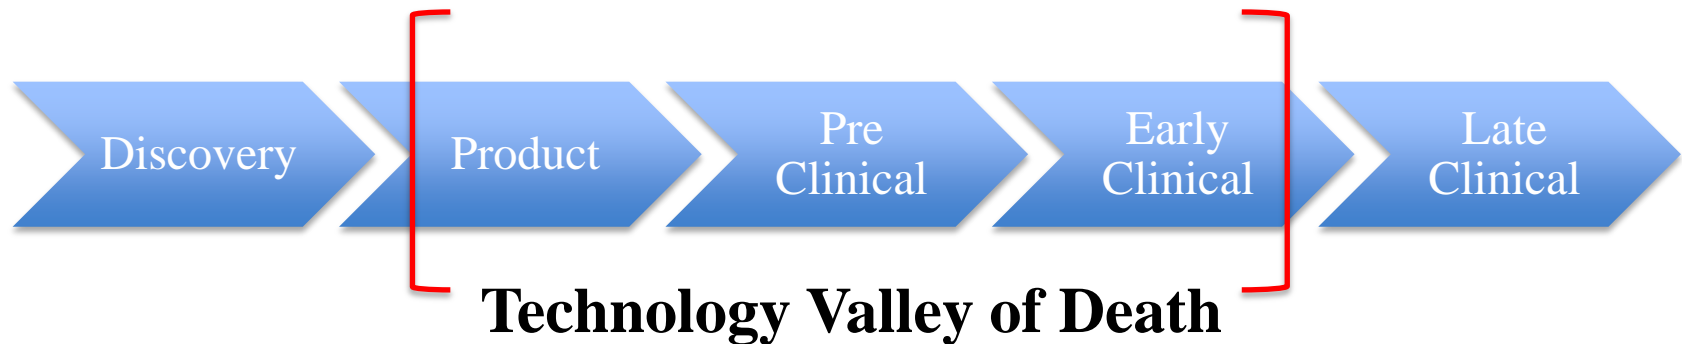 Discovery
Product
Pre
Clinical
Early
Clinical
Late
Clinical
Technology Valley of Death